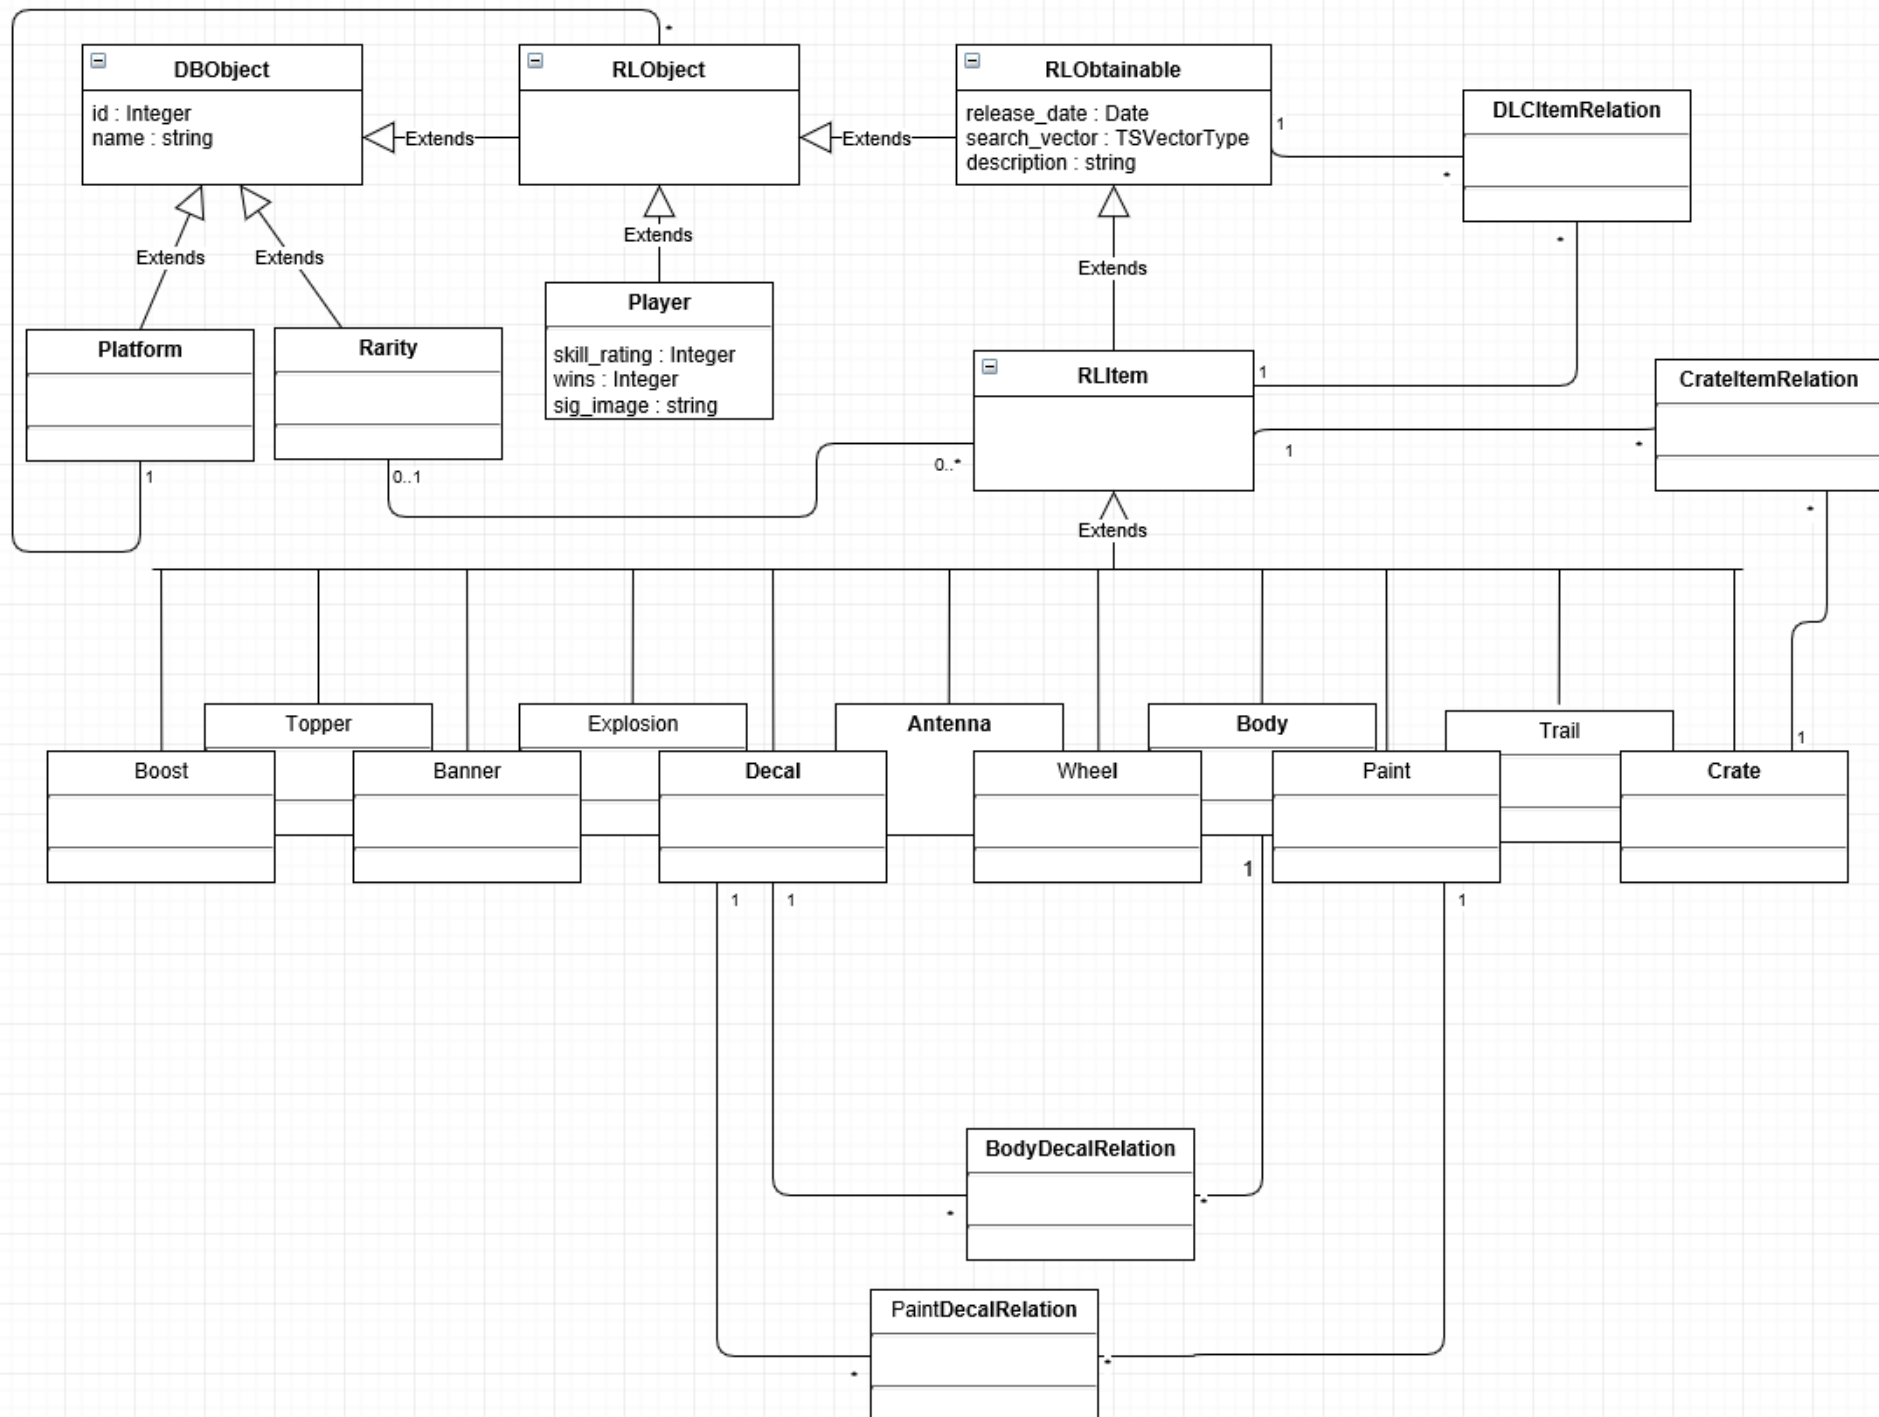 *
DBObject
id : Integer
name : string
Extends
RLObject
Extends
RLObtainable
release_date : Date
search_vector : TSVectorType
description : string
1
*
DLCItemRelation
*
Extends
Extends
Extends
Extends
Platform
1
Rarity
0..1
Player
skill_rating : Integer
wins : Integer
sig_image : string
RLItem
1
0..*
1
*
CrateItemRelation
*
Extends
Topper
Explosion
Antenna
Body
Trail
1
Boost
Banner
Decal
Wheel
Paint
Crate
1
1
1
1
BodyDecalRelation
*
*
PaintDecalRelation
*
*